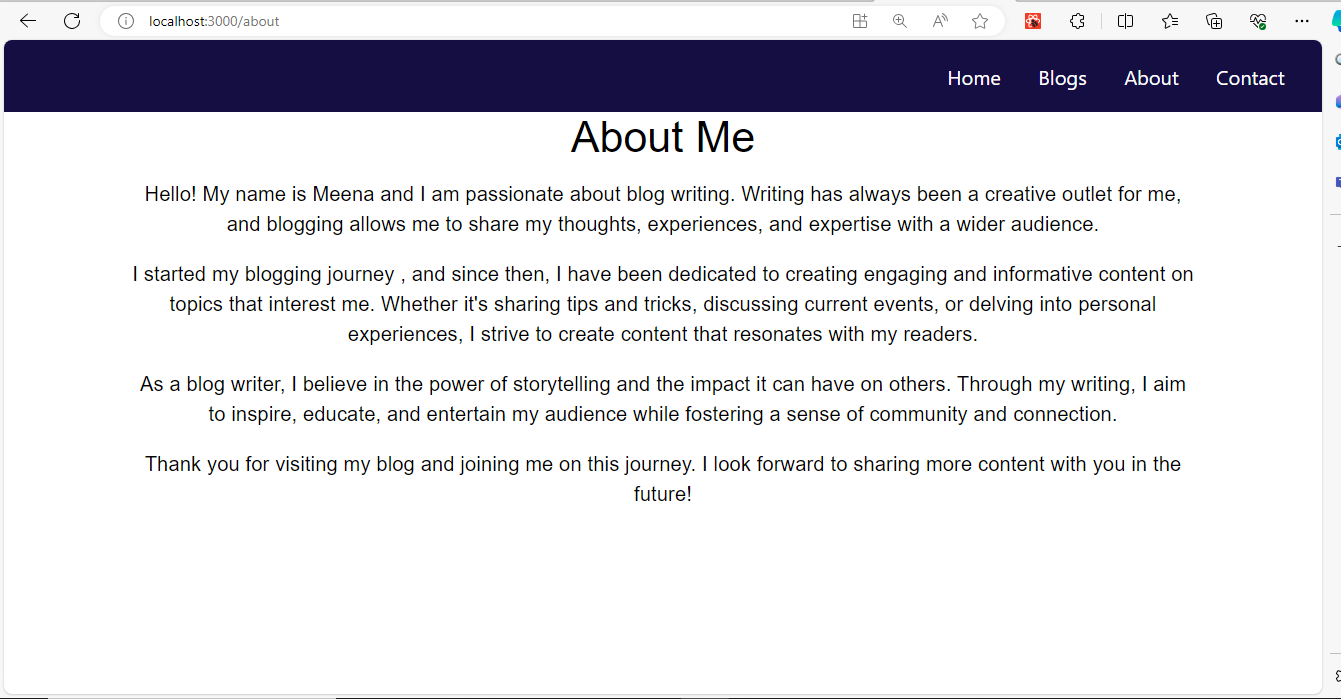 localhost:3000/about
Home Blogs About Contact
About Me
Hello! My name is Meena and I am passionate about blog writing. Writing has always been a creative outlet for me,
and blogging allows me to share my thoughts, experiences, and expertise with a wider audience.
I started my blogging journey , and since then, I have been dedicated to creating engaging and informative content on
topics that interest me. Whether it's sharing tips and tricks, discussing current events, or delving into personal
experiences, I strive to create content that resonates with my readers.
As a blog writer, I believe in the power of storytelling and the impact it can have on others. Through my writing, I aim
to inspire, educate, and entertain my audience while fostering a sense of community and connection.
Thank you for visiting my blog and joining me on this journey. I look forward to sharing more content with you in the
future!